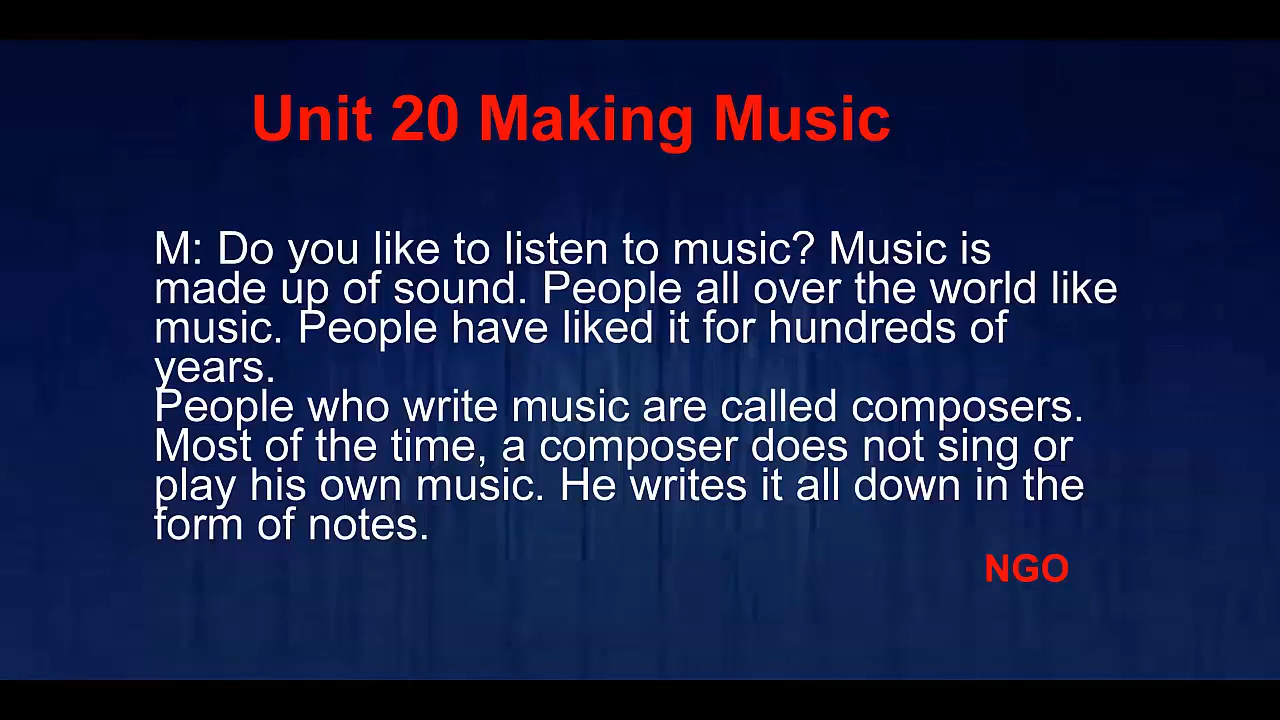 Unit 20 Making Music
M: Do you like to listen to music? Music is
made up of sound. People all over the world like
music. People have liked it for hundreds of
years.
People who write music are called composers.
Most of the time, a composer does not sing or
play his own music. He writes it all down in the
form of notes.
NGO